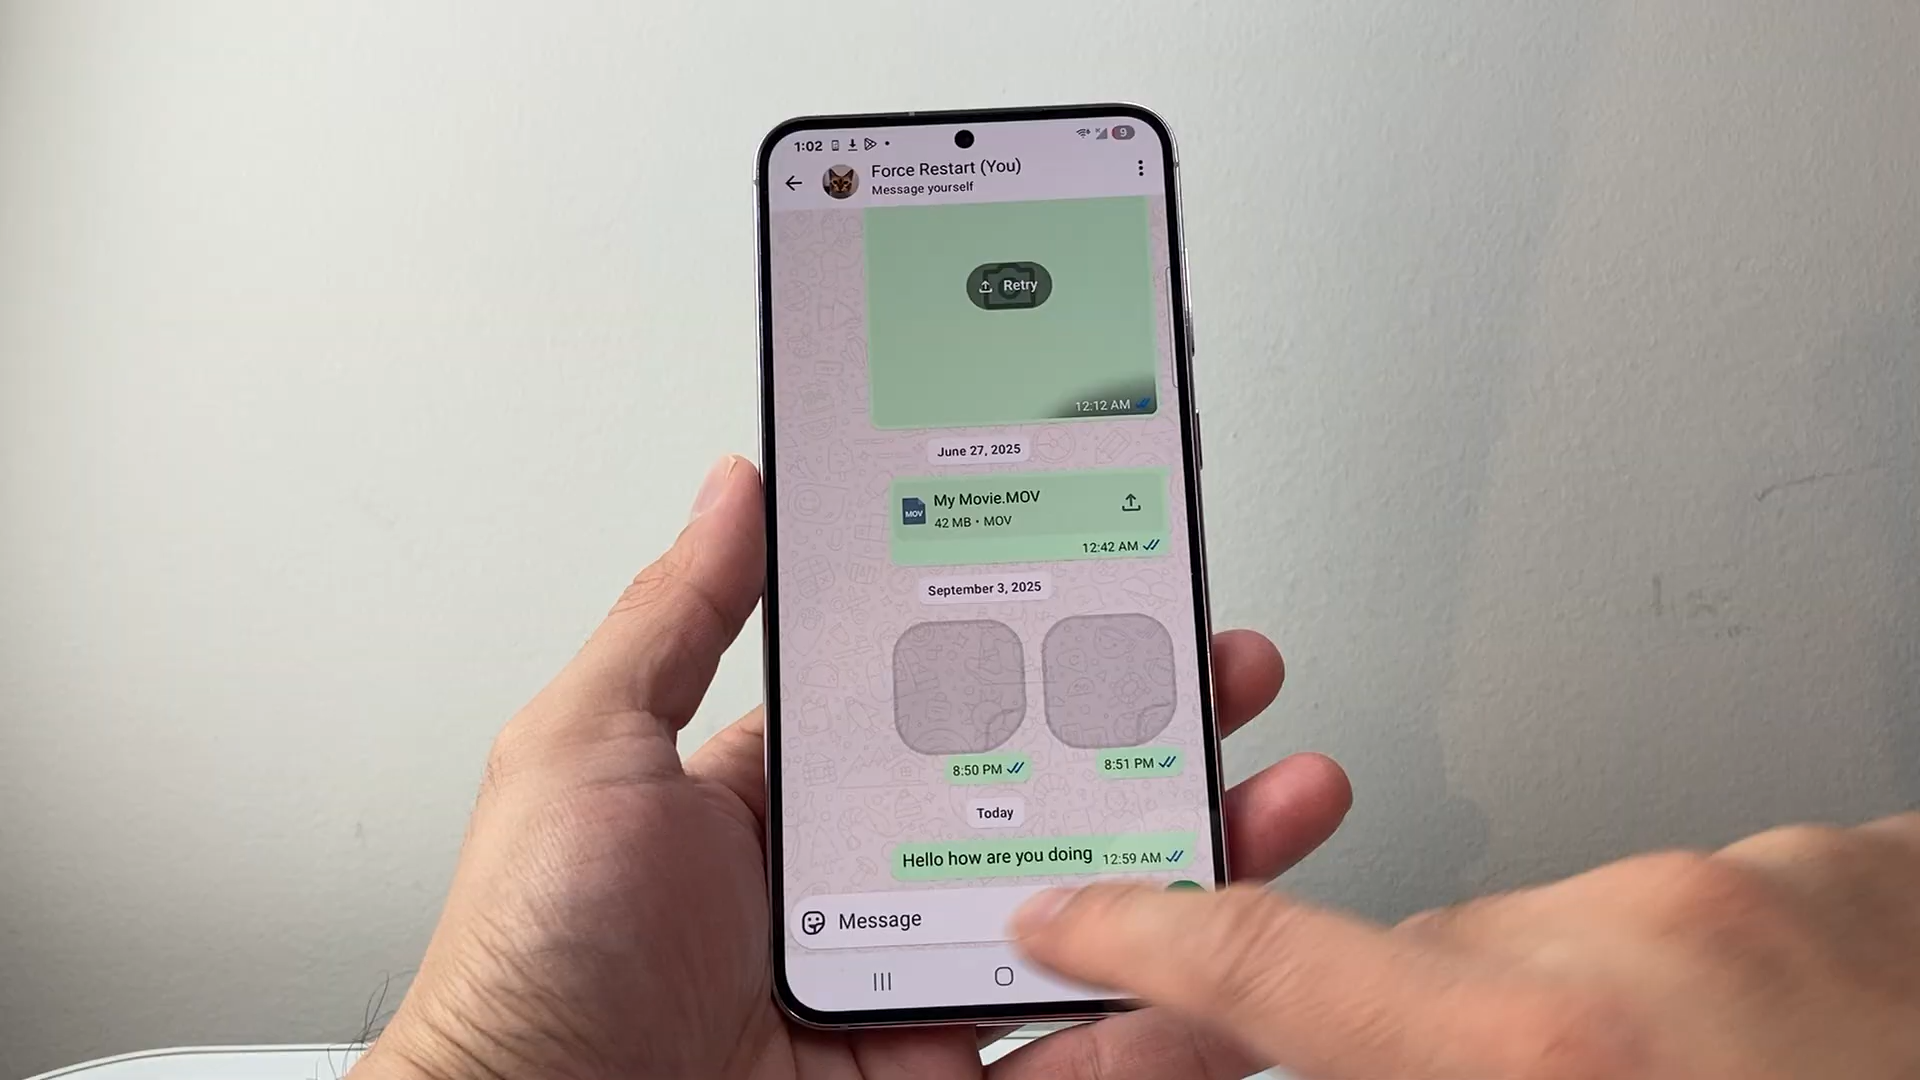 1:02
9
Force Restart (You)
Message yourself
Retry
12:12 AM
June 27, 2025
MOV
My Movie.MOV
42 MB • MOV
12:42 AM
September 3, 2025
8:50 PM
8:51 PM
Today
Hello how are you doing 12:59 AM
Message